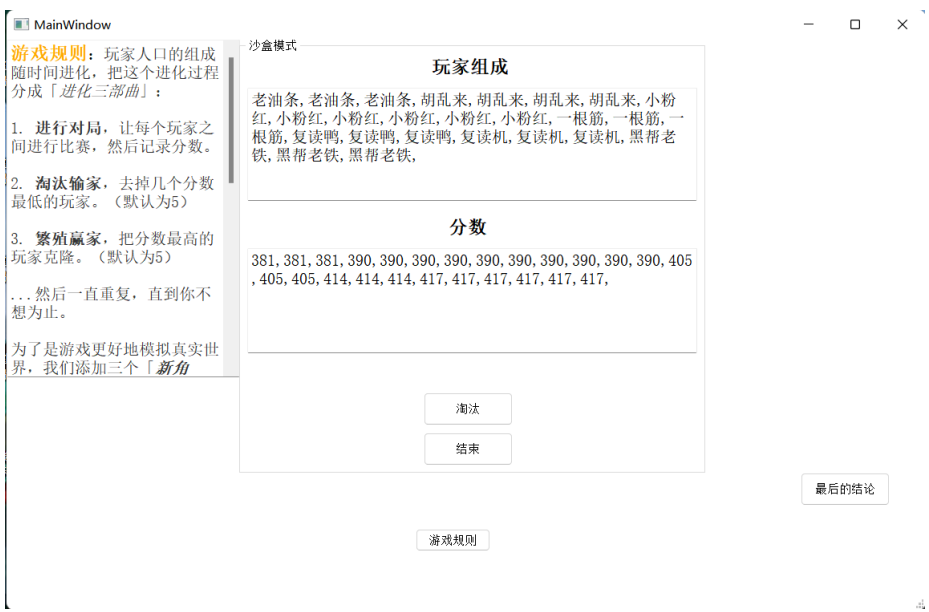 MainWindow
游戏规则：玩家人口的组成
随时间进化，把这个进化过程
分成「进化三部曲」：
1. 进行对局，让每个玩家之
间进行比赛，然后记录分数。
2. 淘汰输家，去掉几个分数
最低的玩家。（默认为5）
3. 繁殖赢家，把分数最高的
玩家克隆。（默认为5）
...然后一直重复，直到你不
想为止。
为了是游戏更好地模拟真实世
界，我们添加三个「新角
沙盒模式
玩家组成
老油条,老油条,老油条,胡乱来,胡乱来,胡乱来,胡乱来,小粉
红,小粉红,小粉红,小粉红,小粉红,小粉红,一根筋,一根筋,一
根筋,复读鸭,复读鸭,复读鸭,复读机,复读机,复读机,黑帮老
铁,黑帮老铁,黑帮老铁,
分数
381,381,381,390,390,390,390,390,390,390,390,390,390,405
,405,405,414,414,414,417,417,417,417,417,417,
淘汰
结束
最后的结论
游戏规则